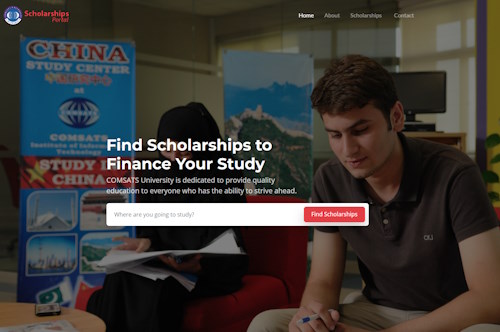 Scholarships
Portal
Home
About
Scholarships
Contact
CHINA
STUDY CENTER
at
COMSATS
COMSATS
Institute of
Technology
STUDY
CHINA
Find Scholarships to
Finance Your Study
COMSATS University is dedicated to provide quality
education to everyone who has the ability to strive ahead.
Where are you going to study?
Find Scholarships